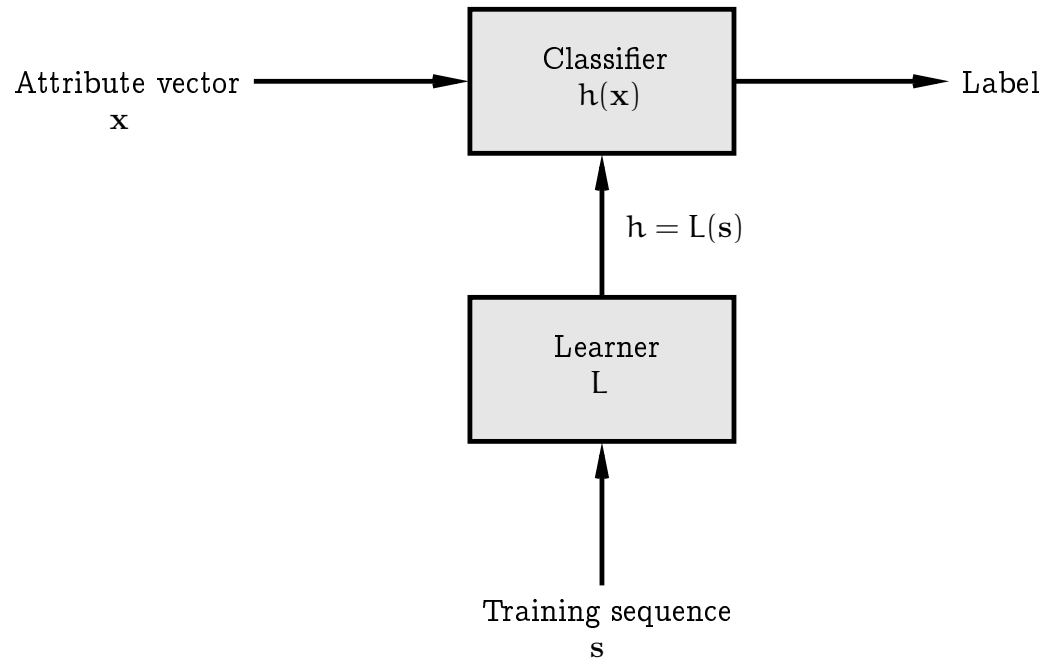 Classifier
h(x)
Attribute vector
x
Label
h = L(s)
Learner
L
Training sequence
s